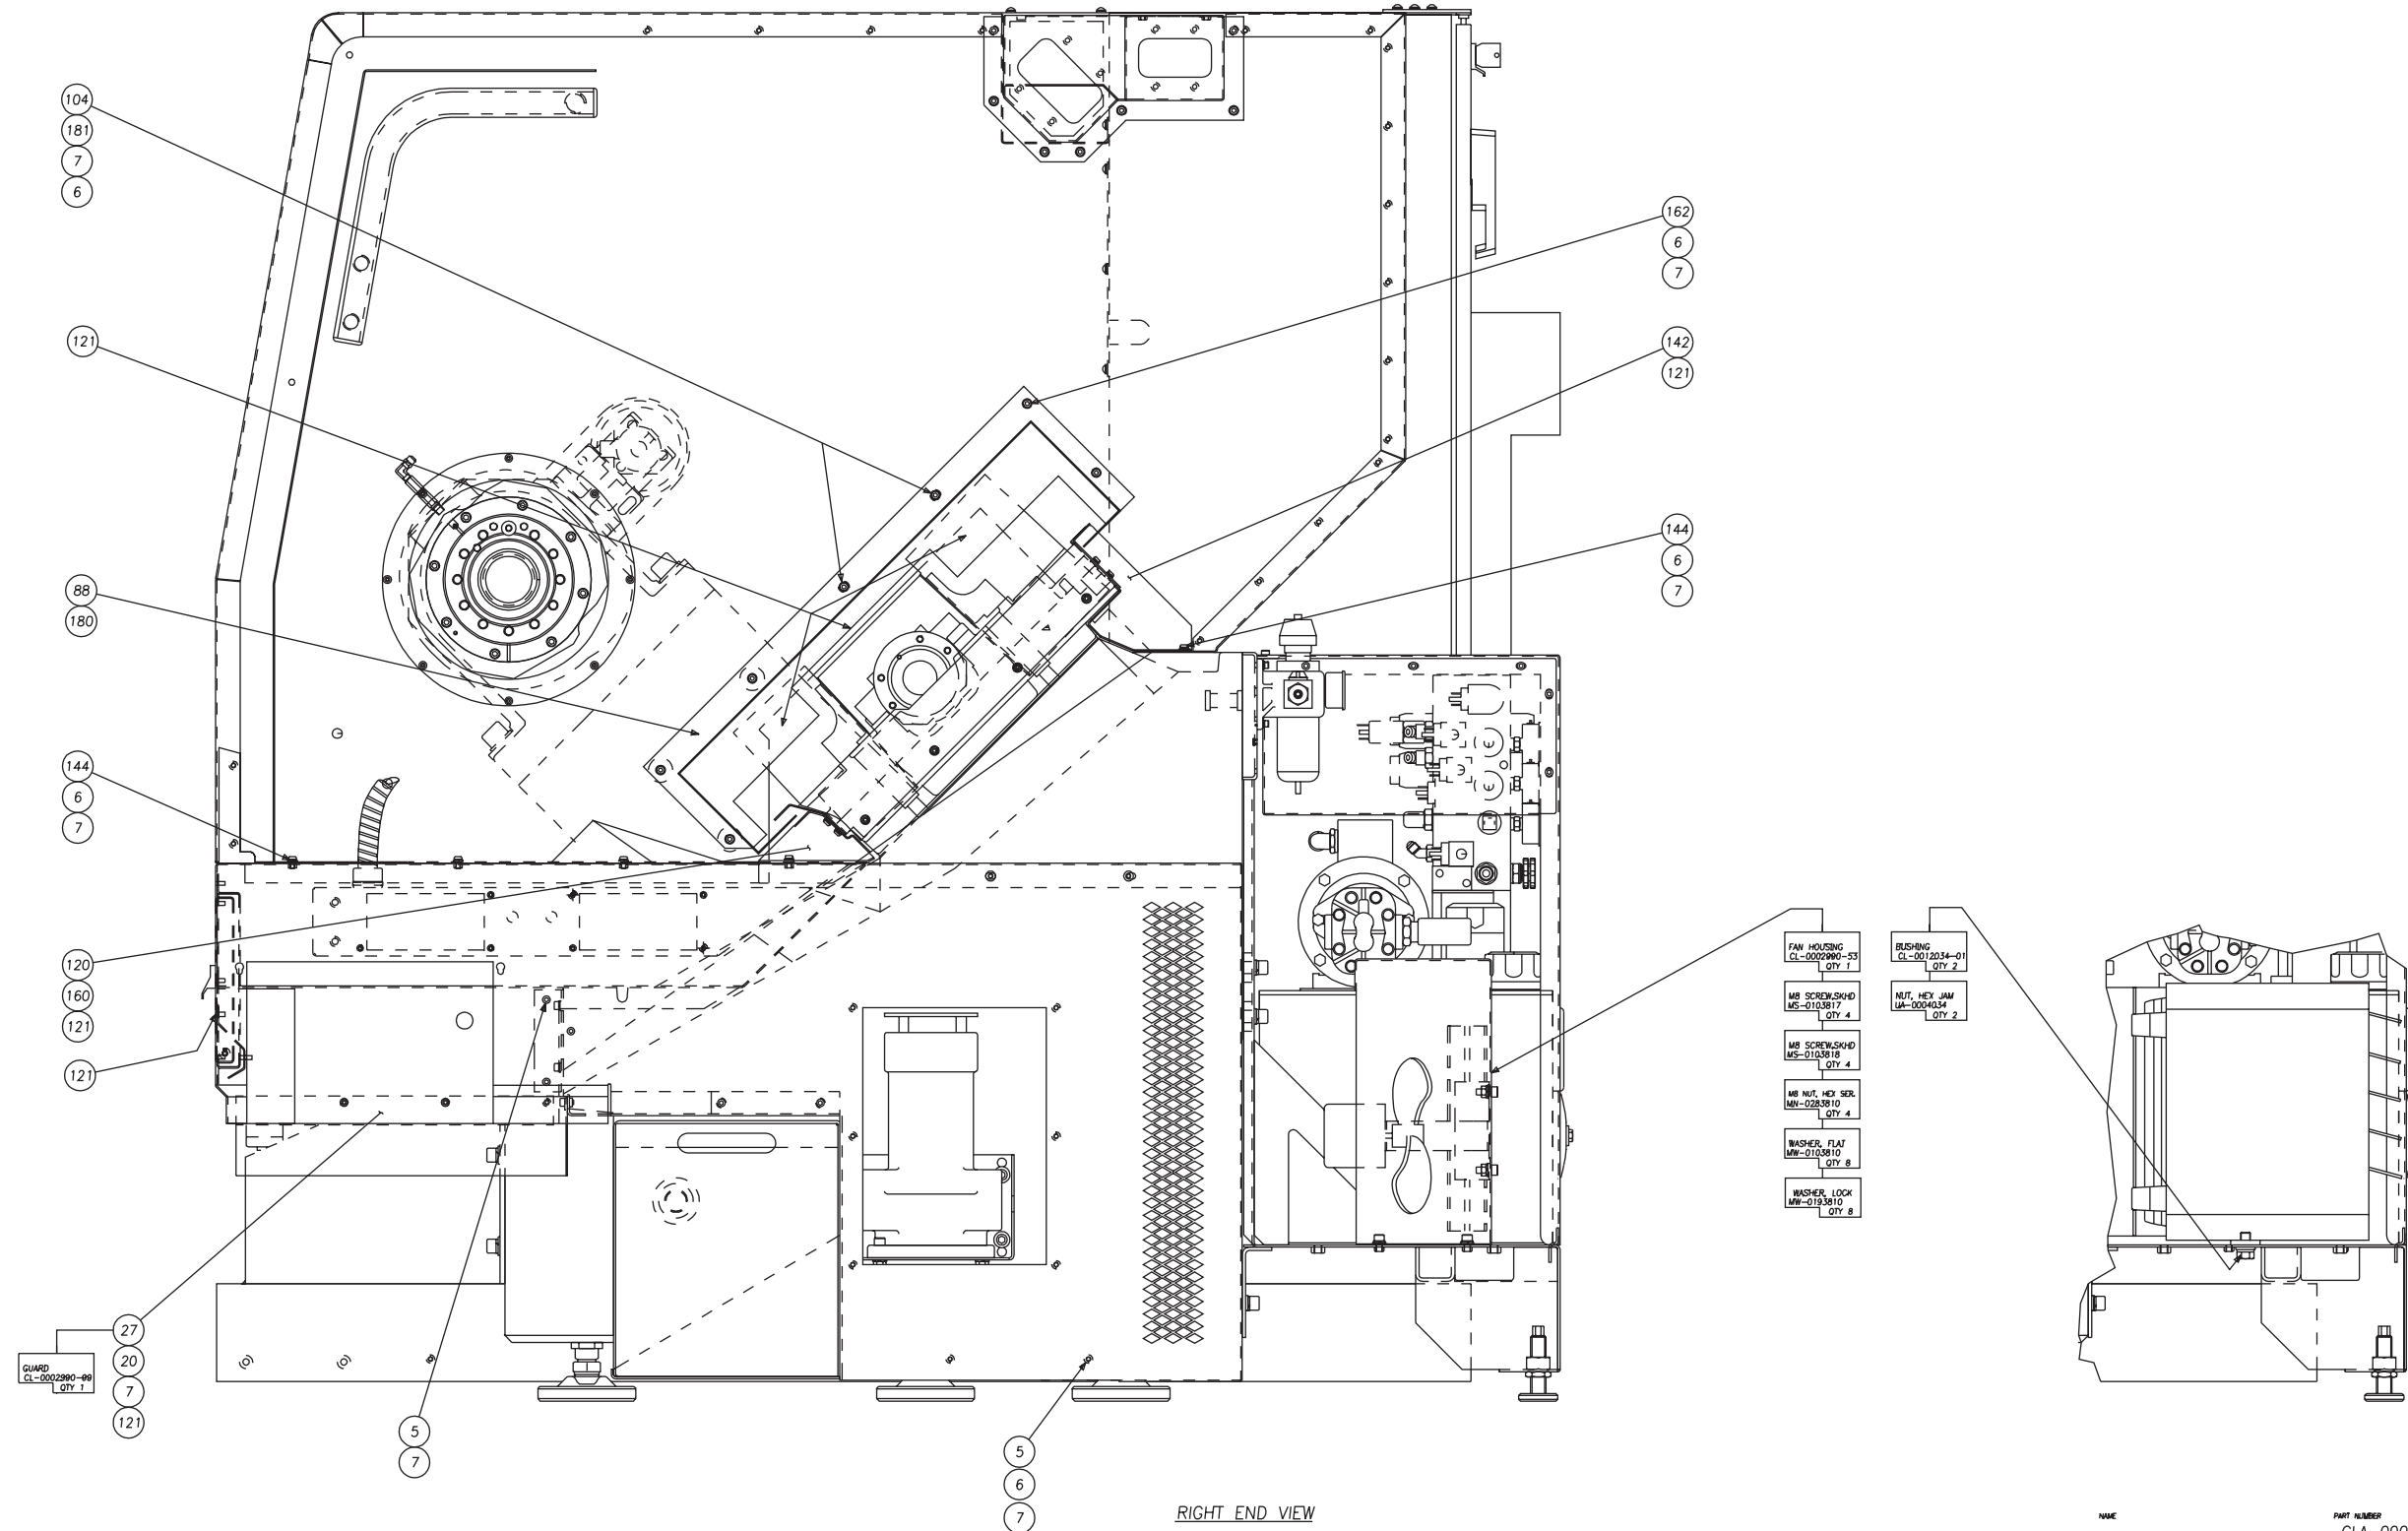 104
181
7
6
121
88
180
144
6
7
120
160
121
121
27
20
7
121
GUARD
CL-0002990-99
QTY 1
5
7
5
6
7
162
6
7
142
121
144
6
7
FAN HOUSING
CL-0002990-53
QTY 1
M8 SCREW,SKHD
MS-0103817
QTY 4
M8 SCREW,SKHD
MS-0103818
QTY 4
M8 NUT, HEX SER.
MN-0283810
QTY 4
WASHER, FLAT
MW-0103810
QTY 8
WASHER, LOCK
MW-0193810
QTY 8
BUSHING
CL-0012034-01
QTY 2
NUT, HEX JAM
UA-0004034
QTY 2
RIGHT END VIEW
NAME
PART NUMBER